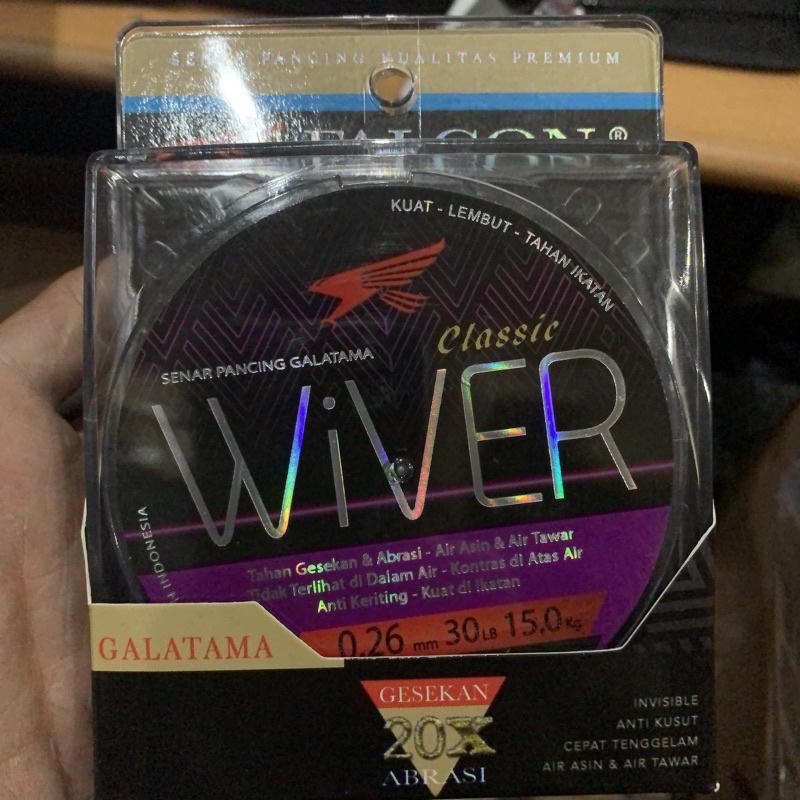 SENAR PANCING KUALITAS PREMIUM
FALCON®
KUAT - LEMBUT - TAHAN IKATAN
Classic
SENAR PANCING GALATAMA
WiVER
INDONESIA
Tahan Gesekan & Abrasi - Air Asin & Air Tawar
Tidak Terlihat di Dalam Air - Kontras di Atas Air
Anti Keriting - Kuat di Ikatan
0,26 mm 30 LB 15,0 Kg
GALATAMA
GESEKAN
20X
ABRASI
INVISIBLE
ANTI KUSUT
CEPAT TENGGELAM
AIR ASIN & AIR TAWAR